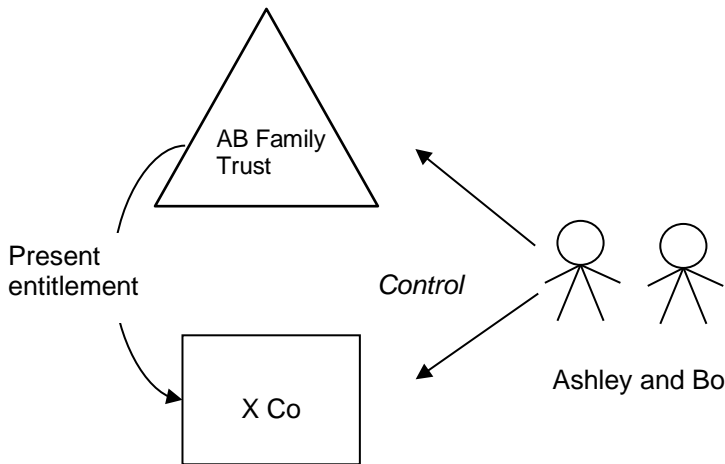 AB Family
Trust
Present
entitlement
Control
X Co
Ashley and Bo